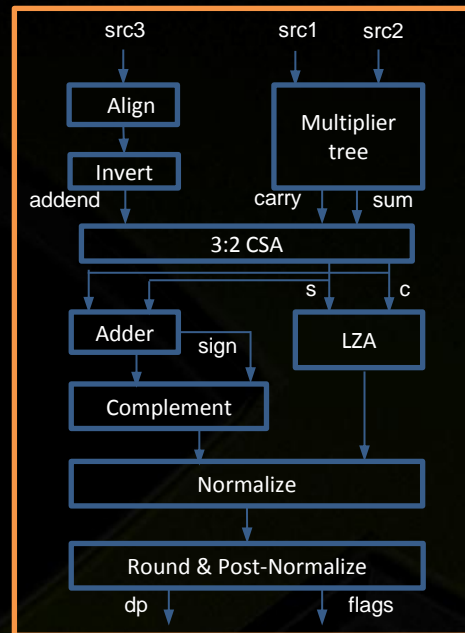 src3
src1
src2
Align
Multiplier
tree
Invert
addend
carry
sum
3:2 CSA
s
c
Adder
sign
LZA
Complement
Normalize
Round & Post-Normalize
dp
flags